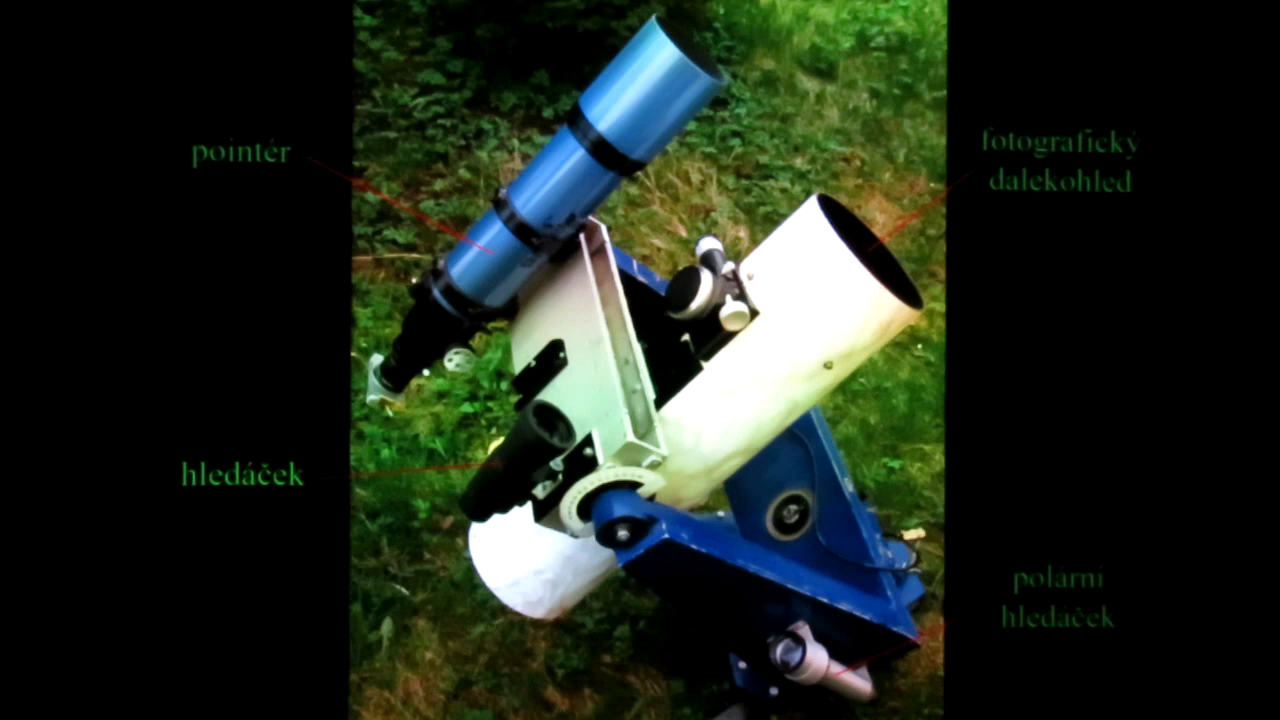 pointér
fotografický
dalekohled
hledáček
polární
hledáček